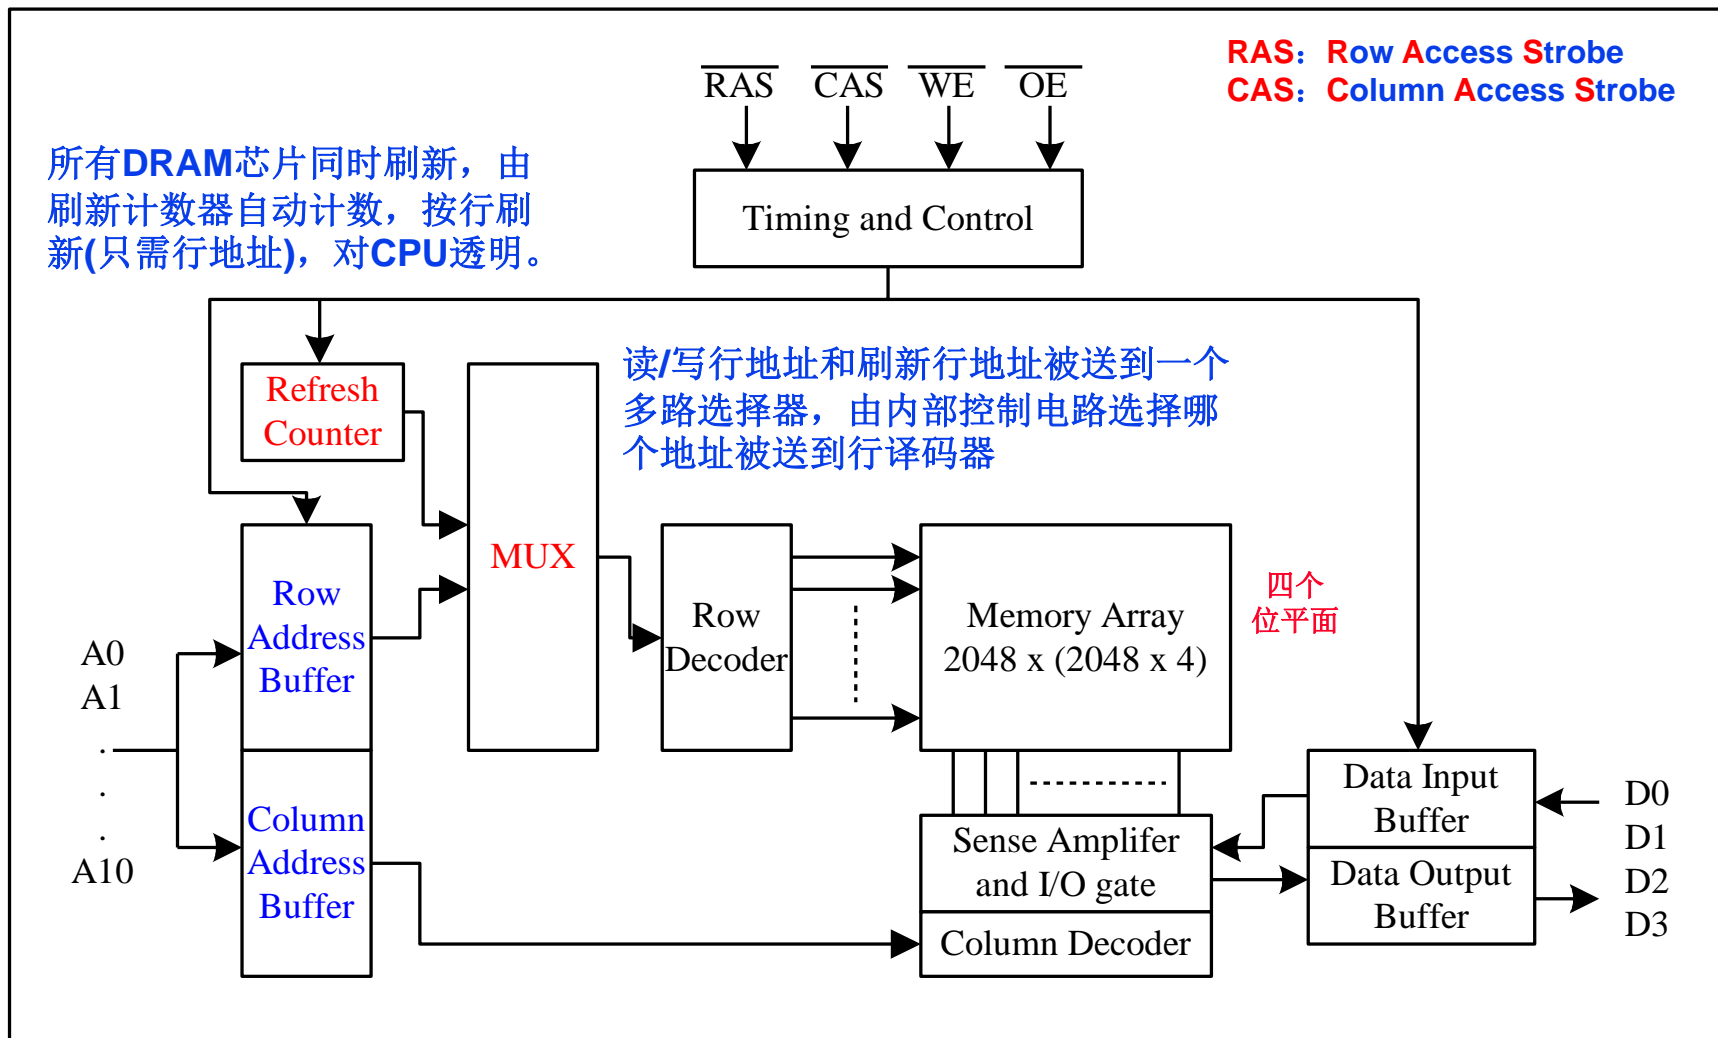 RAS：Row Access Strobe
CAS：Column Access Strobe
RAS CAS WE OE
所有DRAM芯片同时刷新，由
刷新计数器自动计数，按行刷
新(只需行地址)，对CPU透明。
Timing and Control
读/写行地址和刷新行地址被送到一个
多路选择器，由内部控制电路选择哪
个地址被送到行译码器
Refresh
Counter
MUX
Row
Address
Buffer
Row
Decoder
Memory Array
2048 x (2048 x 4)
四个
位平面
A0
A1
.
.
.
A10
Column
Address
Buffer
Sense Amplifer
and I/O gate
Column Decoder
Data Input
Buffer
Data Output
Buffer
D0
D1
D2
D3